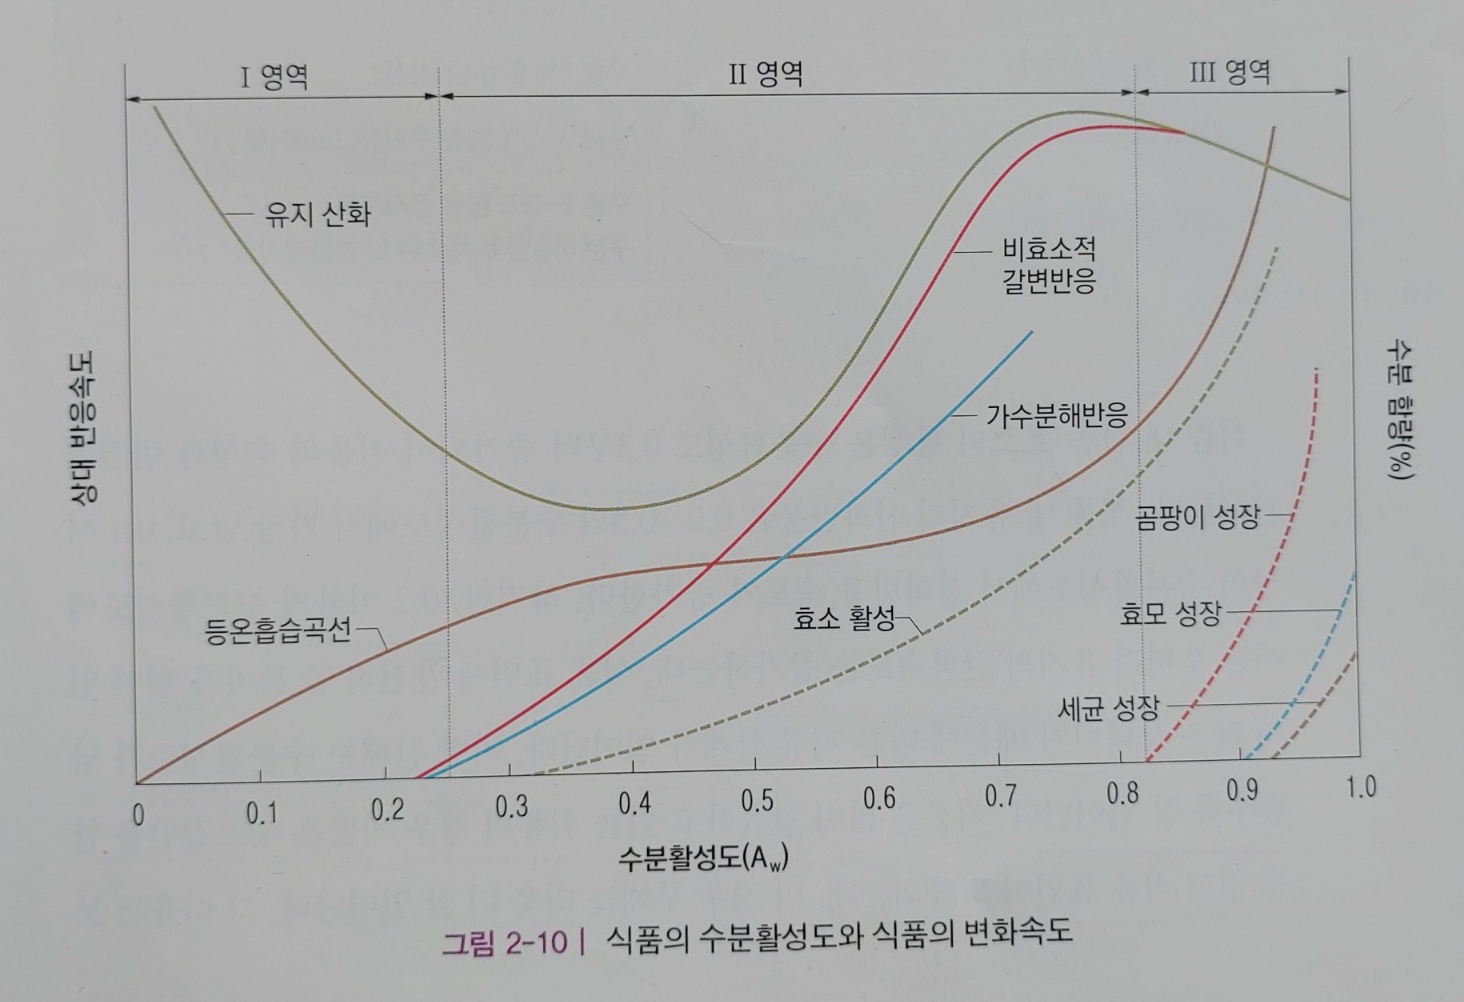 I 영역
II 영역
III 영역
유지 산화
비효소적
갈변반응
가수분해반응
상대 반응속도
수분 함량(%)
곰팡이 성장
등온흡습곡선
효소 활성
효모 성장
세균 성장
0 0.1 0.2 0.3 0.4 0.5 0.6 0.7 0.8 0.9 1.0
수분활성도(Aw)
그림 2-10 | 식품의 수분활성도와 식품의 변화속도